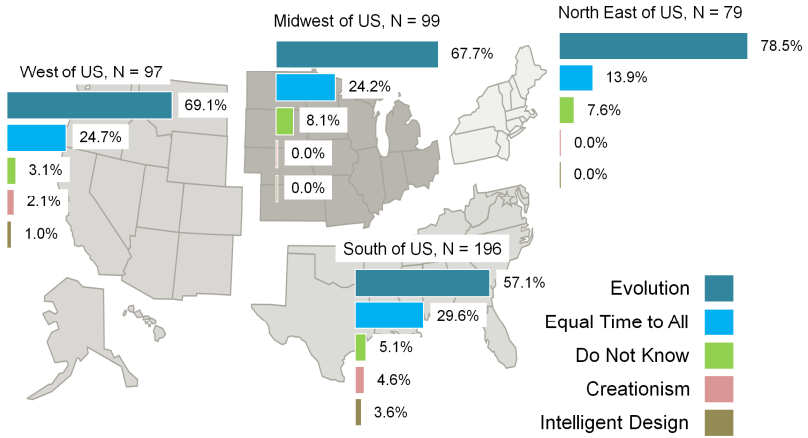 Midwest of US, N = 99
67.7%
24.2%
8.1%
0.0%
0.0%
North East of US, N = 79
78.5%
13.9%
7.6%
0.0%
0.0%
West of US, N = 97
69.1%
24.7%
3.1%
2.1%
1.0%
South of US, N = 196
57.1%
29.6%
5.1%
4.6%
3.6%
Evolution
Equal Time to All
Do Not Know
Creationism
Intelligent Design